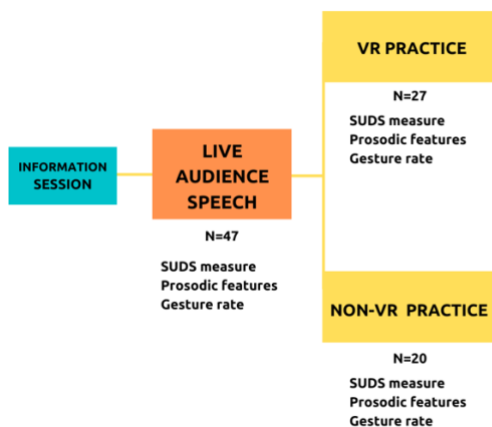 INFORMATION
SESSION
LIVE
AUDIENCE
SPEECH
N=47
SUDS measure
Prosodic features
Gesture rate
VR PRACTICE
N=27
SUDS measure
Prosodic features
Gesture rate
NON-VR PRACTICE
N=20
SUDS measure
Prosodic features
Gesture rate